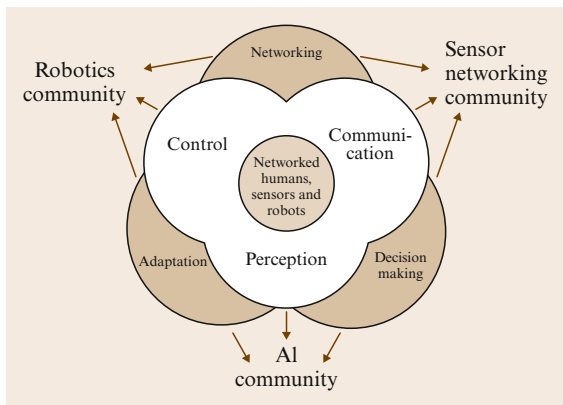 Networking
Robotics
community
Sensor
networking
community
Control
Communi-
cation
Networked
humans,
sensors and
robots
Adaptation
Perception
Decision
making
AI
community